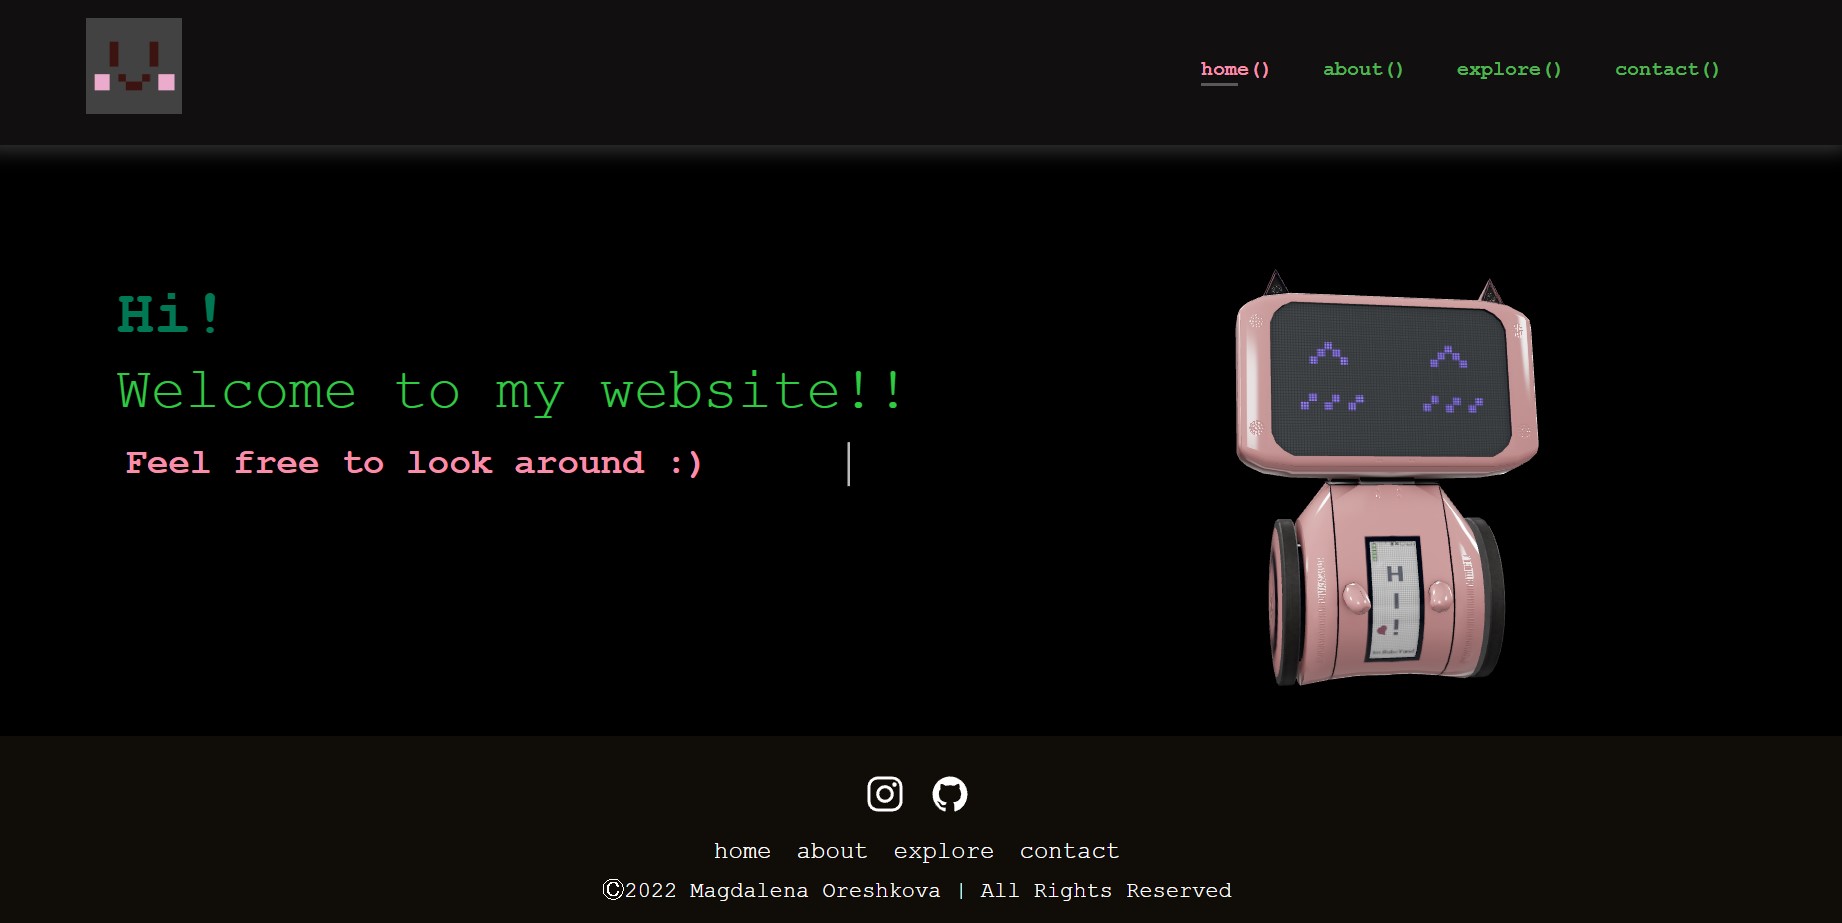 home() about() explore() contact()
Hi!
Welcome to my website!!
Feel free to look around :)
H
I
!
home about explore contact
©2022 Magdalena Oreshkova | All Rights Reserved